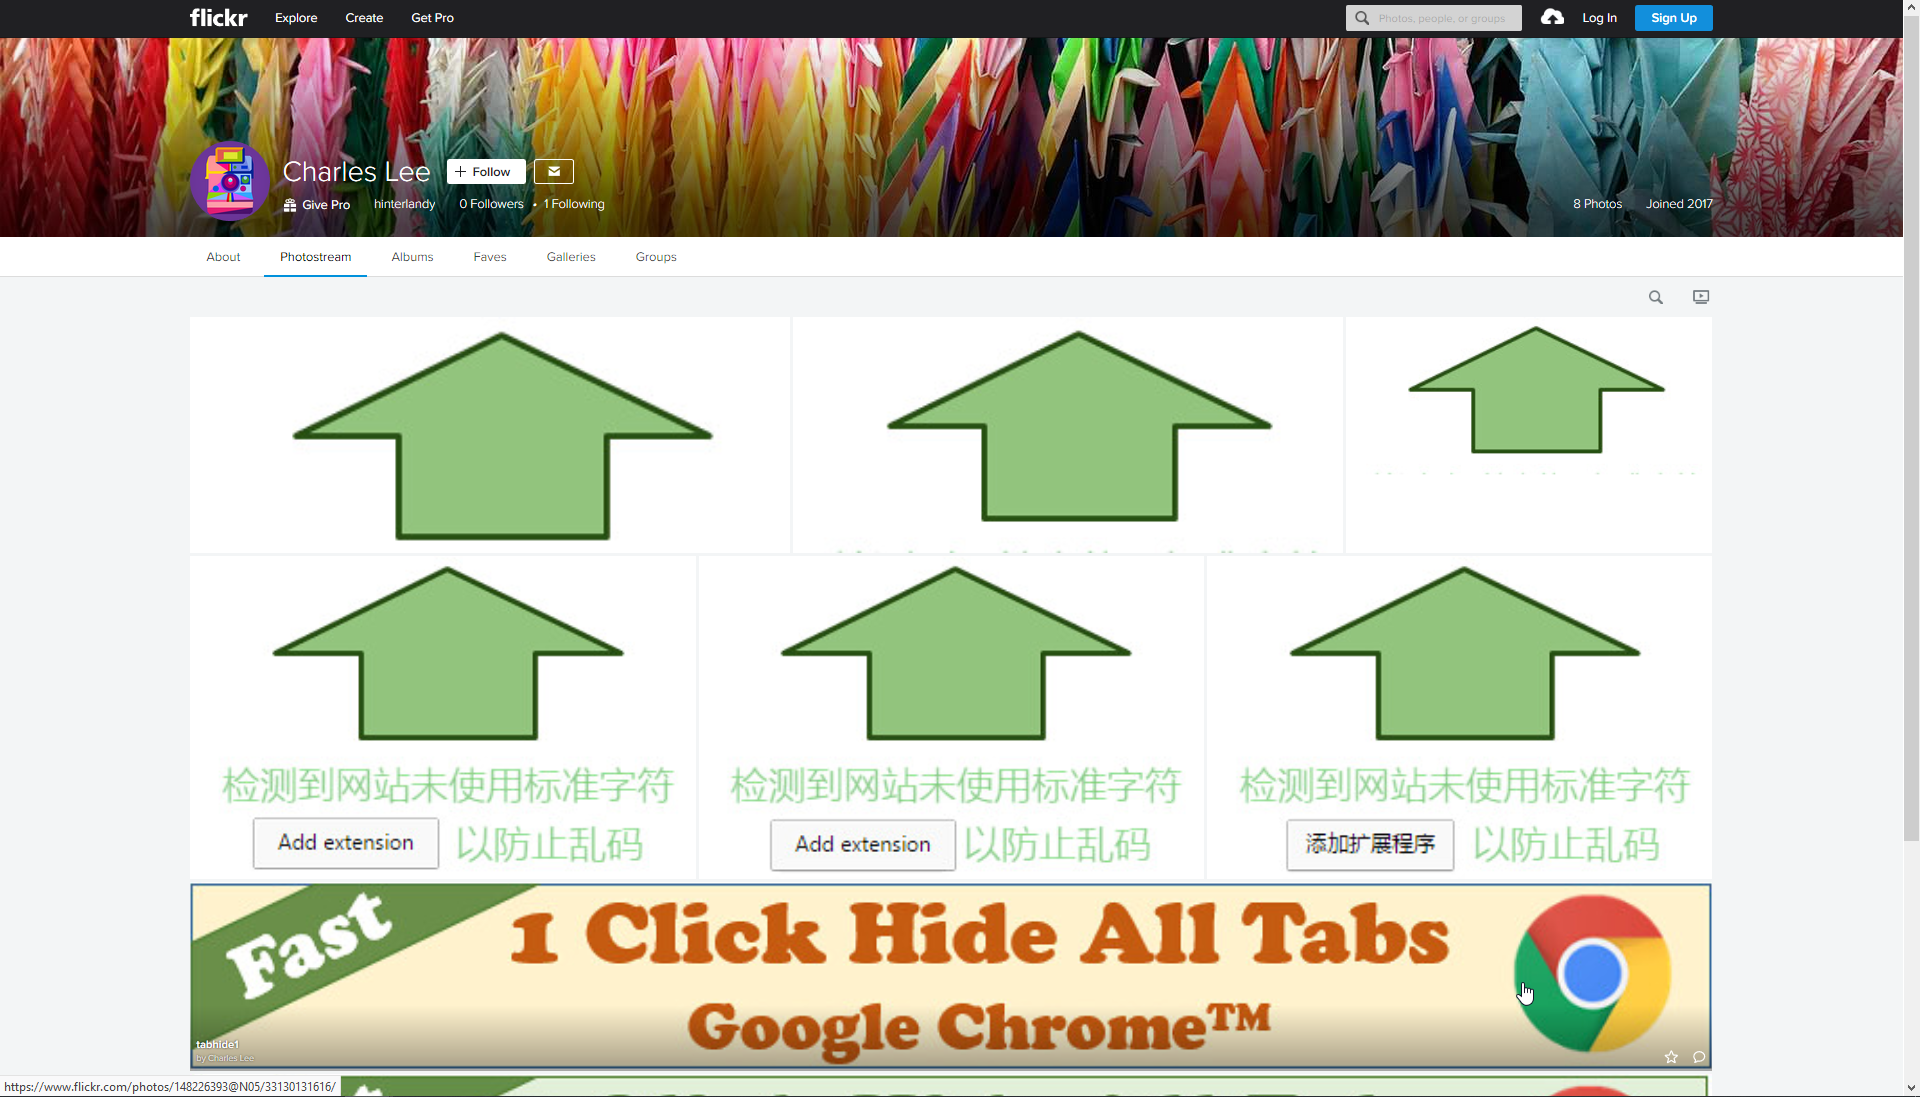 flickr Explore Create Get Pro Photos, people, or groups Log In Sign Up
Charles Lee + Follow
Give Pro hinterlandy 0 Followers • 1 Following 8 Photos Joined 2017
About Photostream Albums Faves Galleries Groups
检测到网站未使用标准字符 检测到网站未使用标准字符 检测到网站未使用标准字符
Add extension 以防止乱码 Add extension 以防止乱码 添加扩展程序 以防止乱码
Fast 1 Click Hide All Tabs
Google Chrome™
tabhide1
by Charles Lee
https://www.flickr.com/photos/148226393@N05/33130131616/